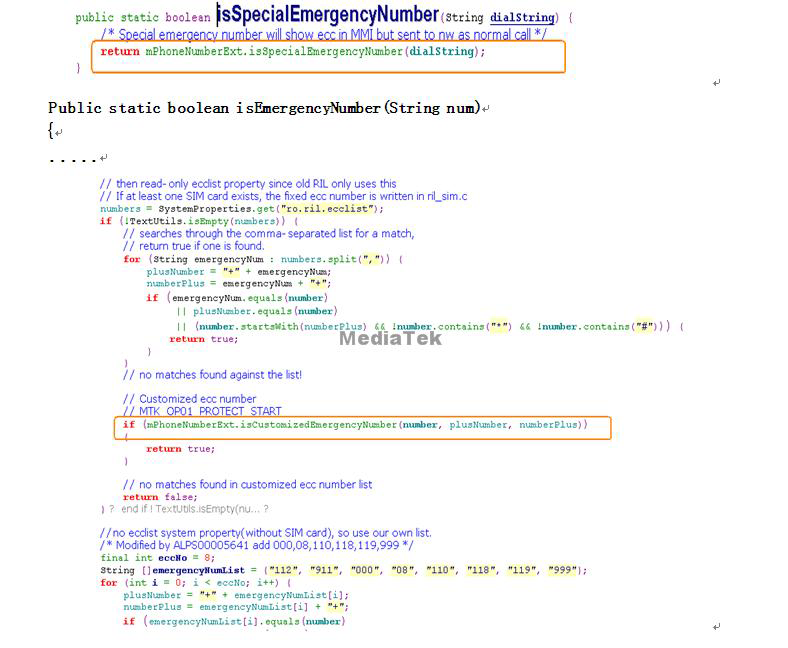 public static boolean isSpecialEmergencyNumber(String dialString) {
/* Special emergency number will show ecc in MMI but sent to nw as normal call */
return mPhoneNumberExt.isSpecialEmergencyNumber(dialString);
}
Public static boolean isEmergencyNumber(String num)
{
.....
// then read-only ecclist property since old RIL only uses this
// If at least one SIM card exists, the fixed ecc number is written in ril_sim.c
numbers = SystemProperties.get("ro.ril.ecclist");
if (!TextUtils.isEmpty(numbers)) {
// searches through the comma-separated list for a match,
// return true if one is found.
for (String emergencyNum : numbers.split(",")) {
plusNumber = "+" + emergencyNum;
numberPlus = emergencyNum + "+";
if (emergencyNum.equals(number)
|| plusNumber.equals(number)
|| (number.startsWith(numberPlus) && !number.contains("*") && !number.contains("#"))) {
return true;
}
}
MediaTek
// no matches found against the list!
// Customized ecc number
// MTK_OP01_PROTECT_START
if (mPhoneNumberExt.isCustomizedEmergencyNumber(number, plusNumber, numberPlus))
{
return true;
}
// no matches found in customized ecc number list
return false;
} ? end if !TextUtils.isEmpty(nu... ?
//no ecclist system property(without SIM card), so use our own list.
/* Modified by ALPS00005641 add 000,08,110,118,119,999 */
final int eccNo = 8;
String []emergencyNumList = {"112", "911", "000", "08", "110", "118", "119", "999"};
for (int i = 0; i < eccNo; i++) {
plusNumber = "+" + emergencyNumList[i];
numberPlus = emergencyNumList[i] + "+";
if (emergencyNumList[i].equals(number)